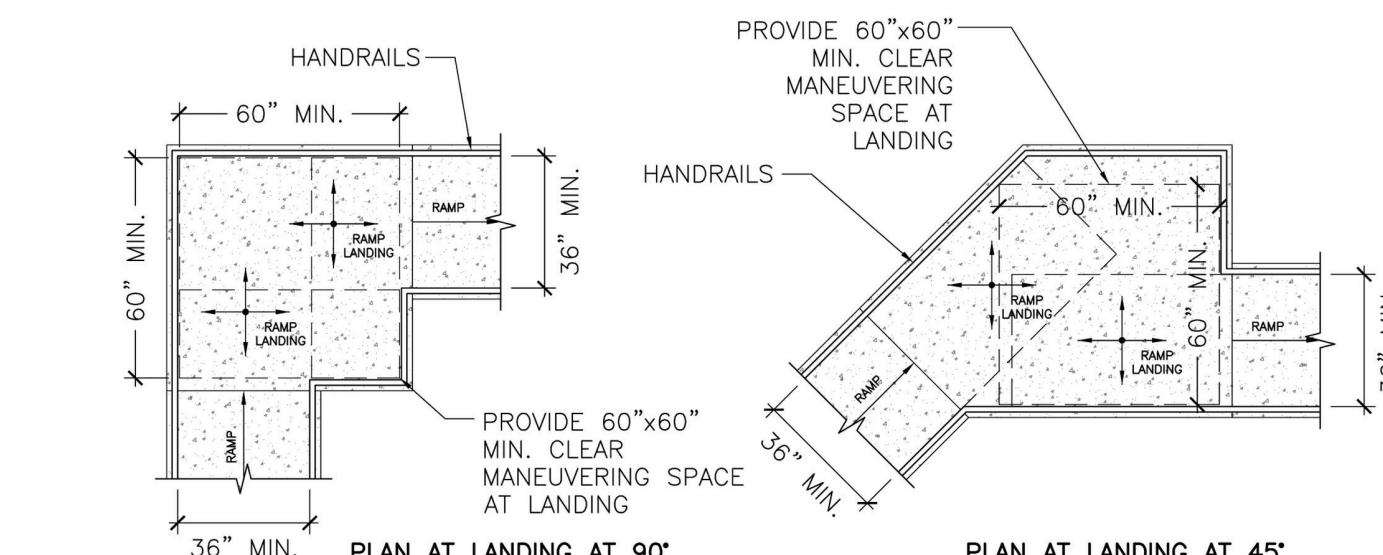 HANDRAILS
60” MIN.
60” MIN.
36” MIN.
RAMP
RAMP
LANDING
RAMP
LANDING
RAMP
PROVIDE 60”x60”
MIN. CLEAR
MANEUVERING SPACE
AT LANDING
36” MIN.
PLAN AT LANDING AT 90°
PROVIDE 60”x60”
MIN. CLEAR
MANEUVERING
SPACE AT
LANDING
HANDRAILS
60” MIN.
60” MIN.
RAMP
LANDING
RAMP
LANDING
RAMP
RAMP
36” MIN.
PLAN AT LANDING AT 45°